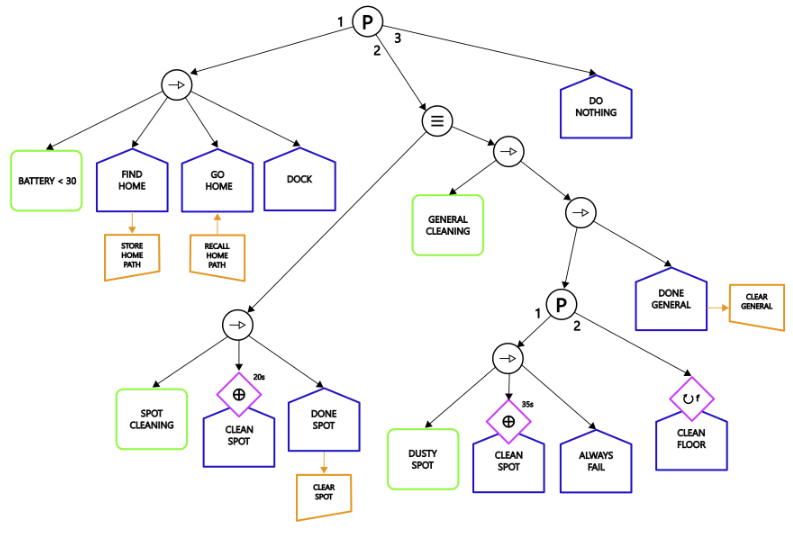 1
P
3
2
DO
NOTHING
BATTERY < 30
FIND
HOME
GO
HOME
DOCK
STORE
HOME
PATH
RECALL
HOME
PATH
GENERAL
CLEANING
DONE
GENERAL
CLEAR
GENERAL
1
P
2
SPOT
CLEANING
20s
CLEAN
SPOT
DONE
SPOT
CLEAR
SPOT
DUSTY
SPOT
35s
CLEAN
SPOT
ALWAYS
FAIL
f
CLEAN
FLOOR